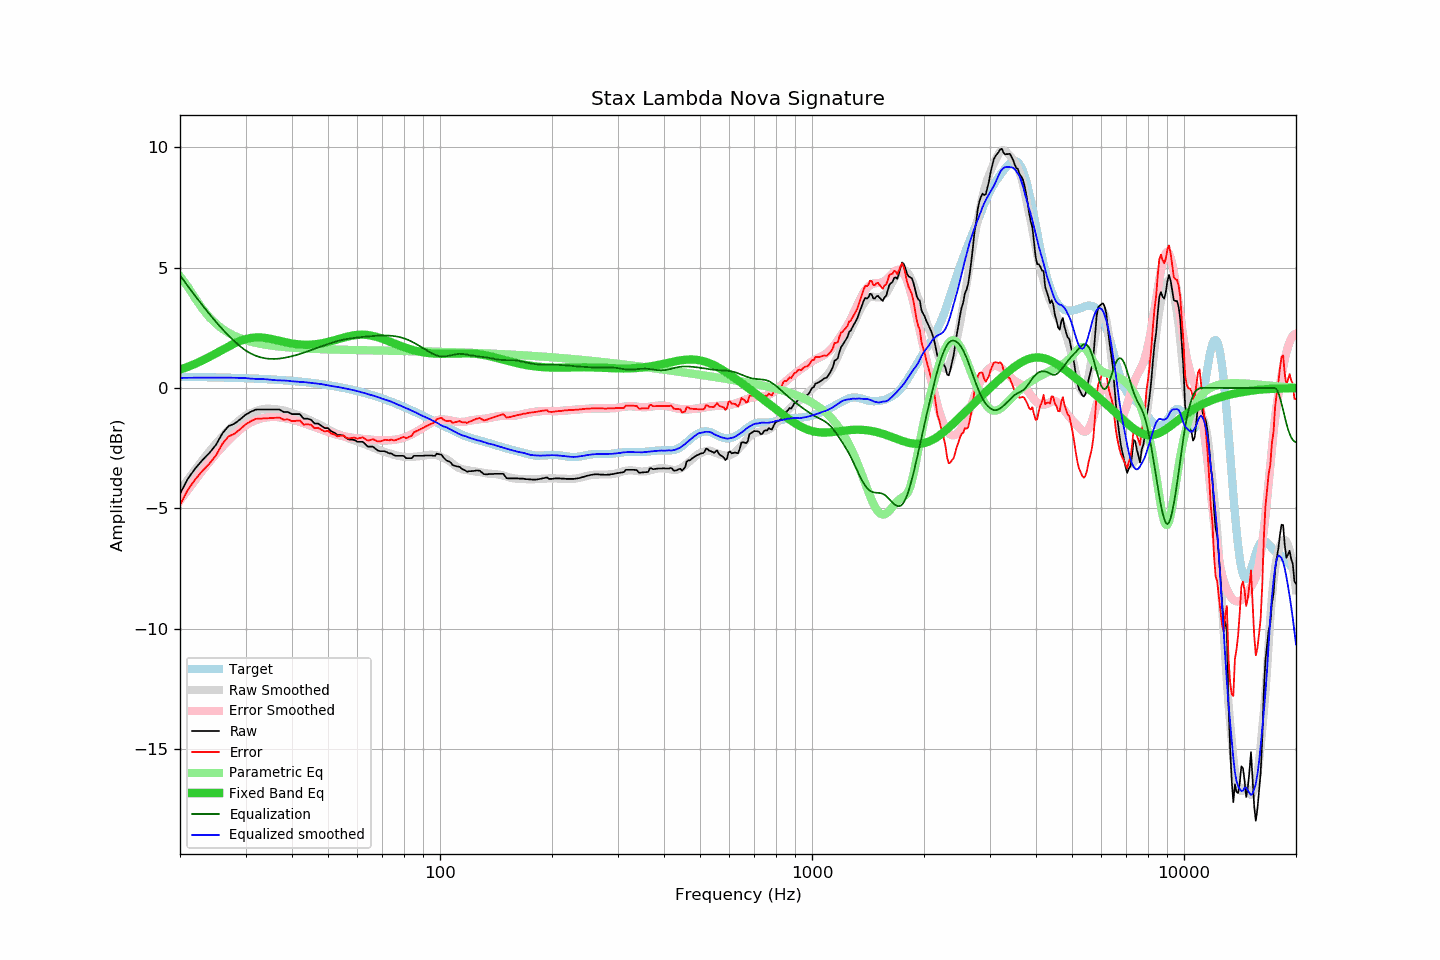 Stax Lambda Nova Signature
10
5
0
−5
−10
−15
Amplitude (dBr)
Target
Raw Smoothed
Error Smoothed
Raw
Error
Parametric Eq
Fixed Band Eq
Equalization
Equalized smoothed
100
1000
10000
Frequency (Hz)